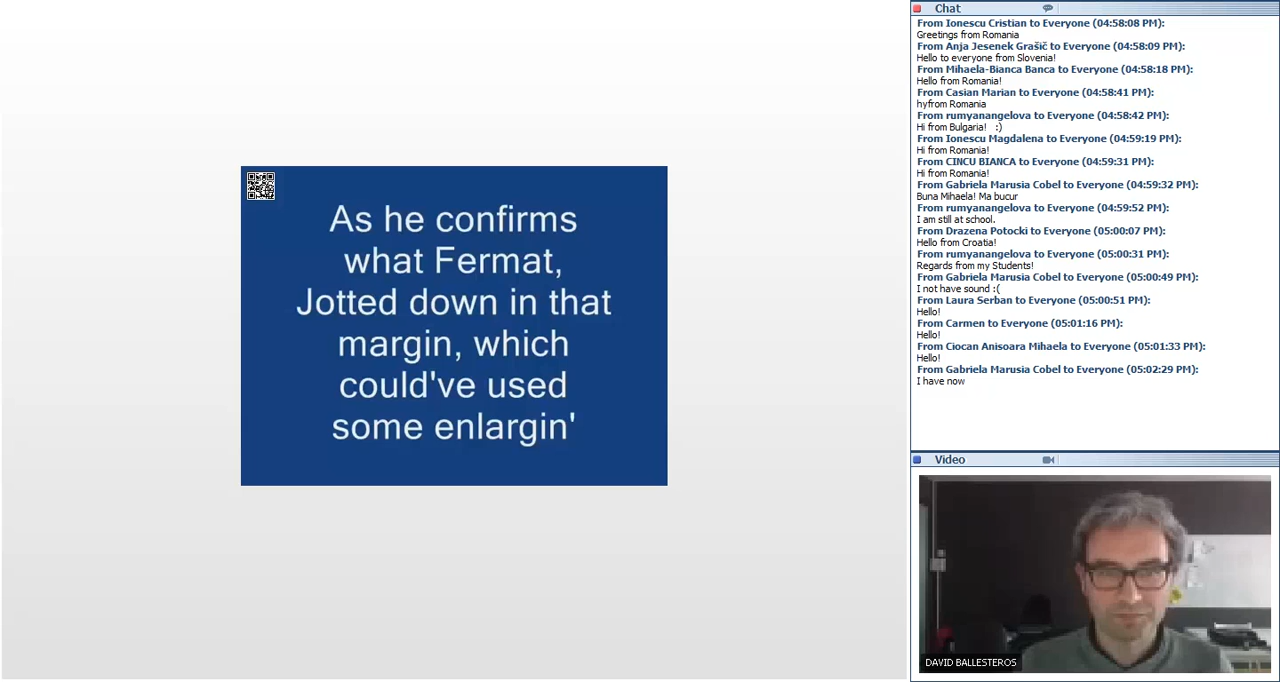 As he confirms
what Fermat,
Jotted down in that
margin, which
could've used
some enlargin'
Chat
From Ionescu Cristian to Everyone (04:58:08 PM):
Greetings from Romania
From Anja Jesenek Grašič to Everyone (04:58:09 PM):
Hello to everyone from Slovenia!
From Mihaela-Bianca Banca to Everyone (04:58:18 PM):
Hello from Romania!
From Casian Marian to Everyone (04:58:41 PM):
hyfrom Romania
From rumyanangelova to Everyone (04:58:42 PM):
Hi from Bulgaria! :)
From Ionescu Magdalena to Everyone (04:59:19 PM):
Hi from Romania!
From CINCU BIANCA to Everyone (04:59:31 PM):
Hi from Romania!
From Gabriela Marusia Cobel to Everyone (04:59:32 PM):
Buna Mihaela! Ma bucur
From rumyanangelova to Everyone (04:59:52 PM):
I am still at school.
From Drazena Potocki to Everyone (05:00:07 PM):
Hello from Croatia!
From rumyanangelova to Everyone (05:00:31 PM):
Regards from my Students!
From Gabriela Marusia Cobel to Everyone (05:00:49 PM):
I not have sound :(
From Laura Serban to Everyone (05:00:51 PM):
Hello!
From Carmen to Everyone (05:01:16 PM):
Hello!
From Ciocan Anisoara Mihaela to Everyone (05:01:33 PM):
Hello!
From Gabriela Marusia Cobel to Everyone (05:02:29 PM):
I have now
Video
DAVID BALLESTEROS